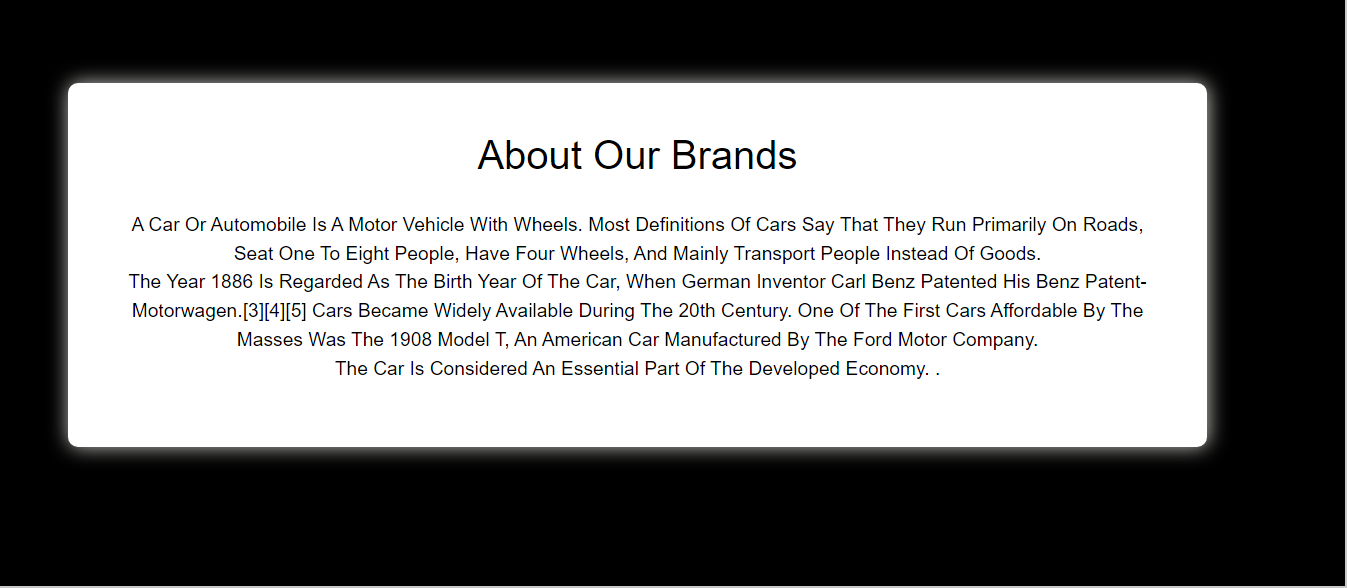 About Our Brands
A Car Or Automobile Is A Motor Vehicle With Wheels. Most Definitions Of Cars Say That They Run Primarily On Roads,
Seat One To Eight People, Have Four Wheels, And Mainly Transport People Instead Of Goods.
The Year 1886 Is Regarded As The Birth Year Of The Car, When German Inventor Carl Benz Patented His Benz Patent-
Motorwagen.[3][4][5] Cars Became Widely Available During The 20th Century. One Of The First Cars Affordable By The
Masses Was The 1908 Model T, An American Car Manufactured By The Ford Motor Company.
The Car Is Considered An Essential Part Of The Developed Economy. .